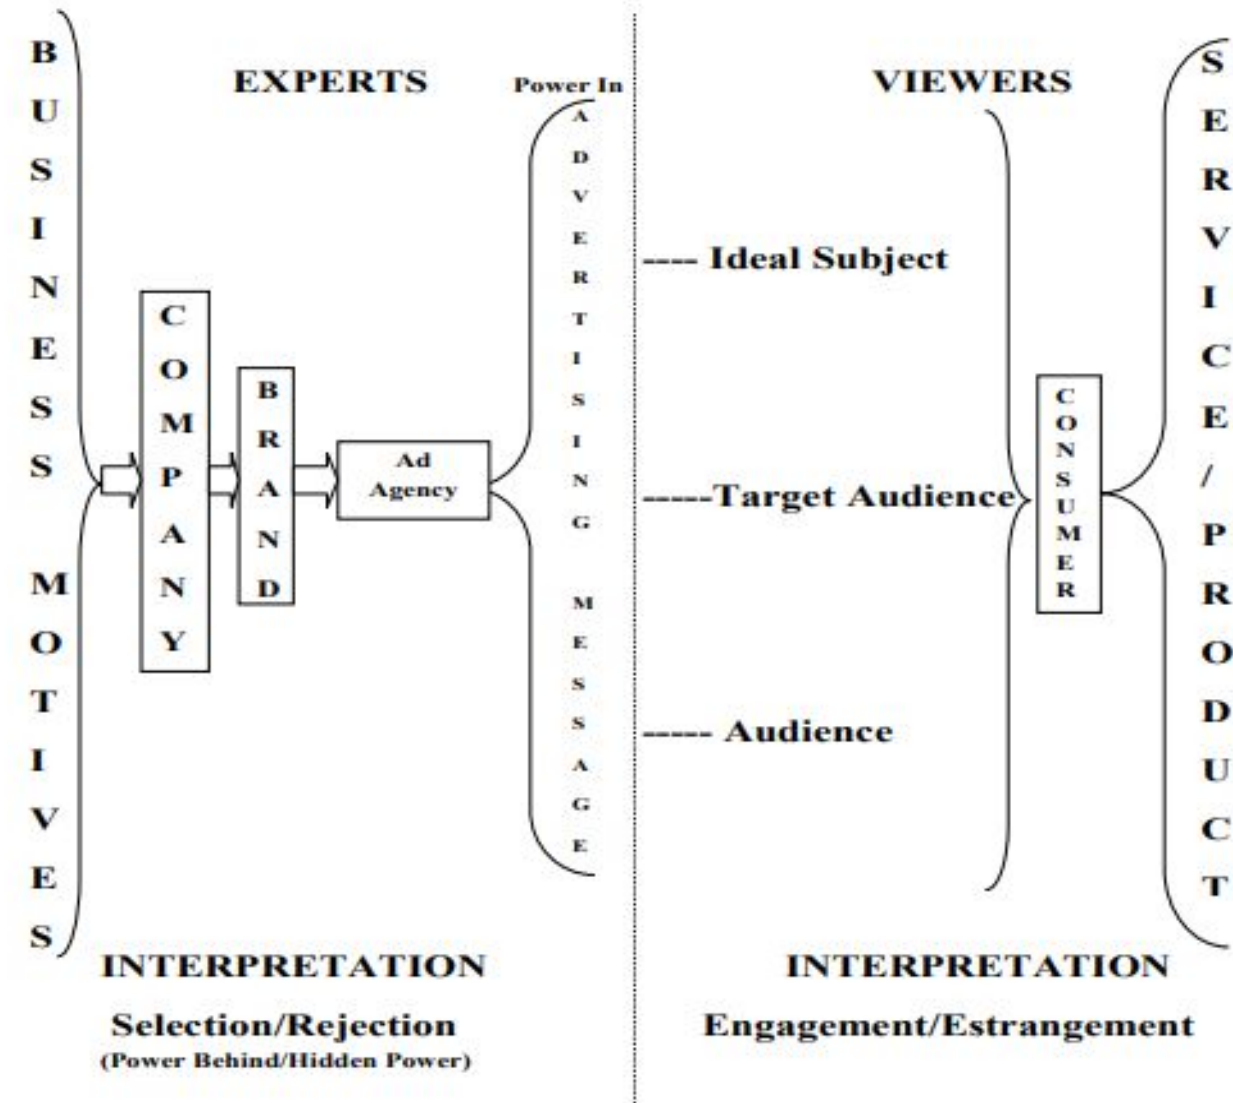 BUSINESS MOTIVES
EXPERTS
Power In
ADVERTISING MESSAGE
COMPANY
BRAND
Ad
Agency
INTERPRETATION
Selection/Rejection
(Power Behind/Hidden Power)
VIEWERS
---- Ideal Subject
-----Target Audience
----- Audience
CONSUMER
SERVICE/PRODUCT
INTERPRETATION
Engagement/Estrangement